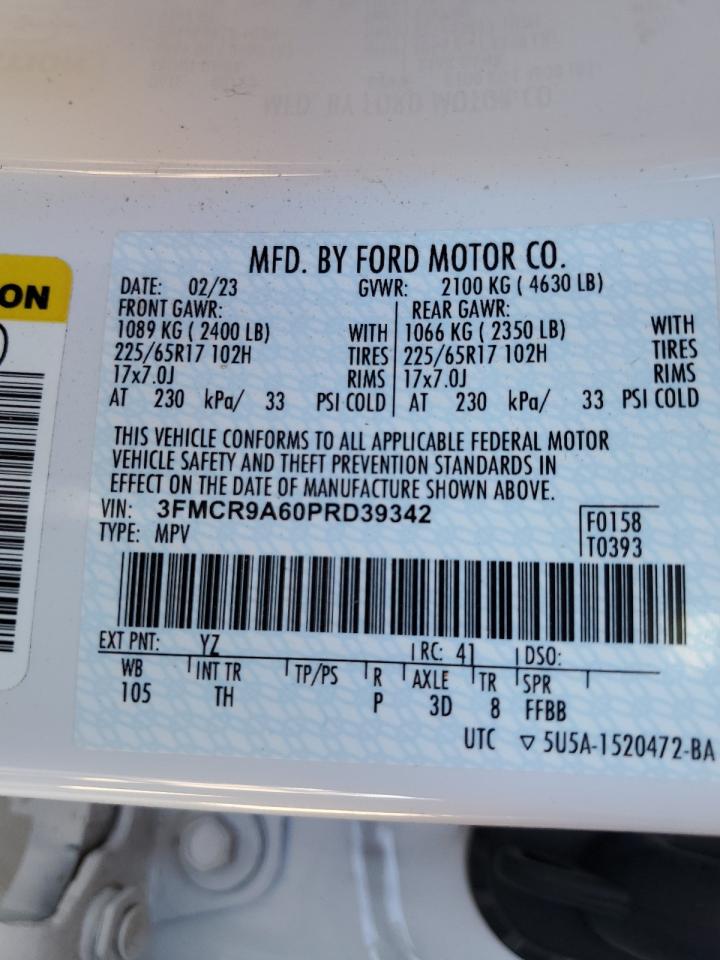 ON
MFD. BY FORD MOTOR CO.
DATE: 02/23 GVWR: 2100 KG ( 4630 LB)
FRONT GAWR: REAR GAWR:
1089 KG ( 2400 LB) WITH 1066 KG ( 2350 LB) WITH
225/65R17 102H TIRES 225/65R17 102H TIRES
17x7.0J RIMS 17x7.0J RIMS
AT 230 kPa/ 33 PSI COLD AT 230 kPa/ 33 PSI COLD
THIS VEHICLE CONFORMS TO ALL APPLICABLE FEDERAL MOTOR
VEHICLE SAFETY AND THEFT PREVENTION STANDARDS IN
EFFECT ON THE DATE OF MANUFACTURE SHOWN ABOVE.
VIN: 3FMCR9A60PRD39342 F0158
TYPE: MPV T0393
EXT PNT: YZ RC: 41 DSO:
WB INT TR TP/PS R AXLE TR SPR
105 TH P 3D 8 FFBB
UTC ▽ 5U5A-1520472-BA